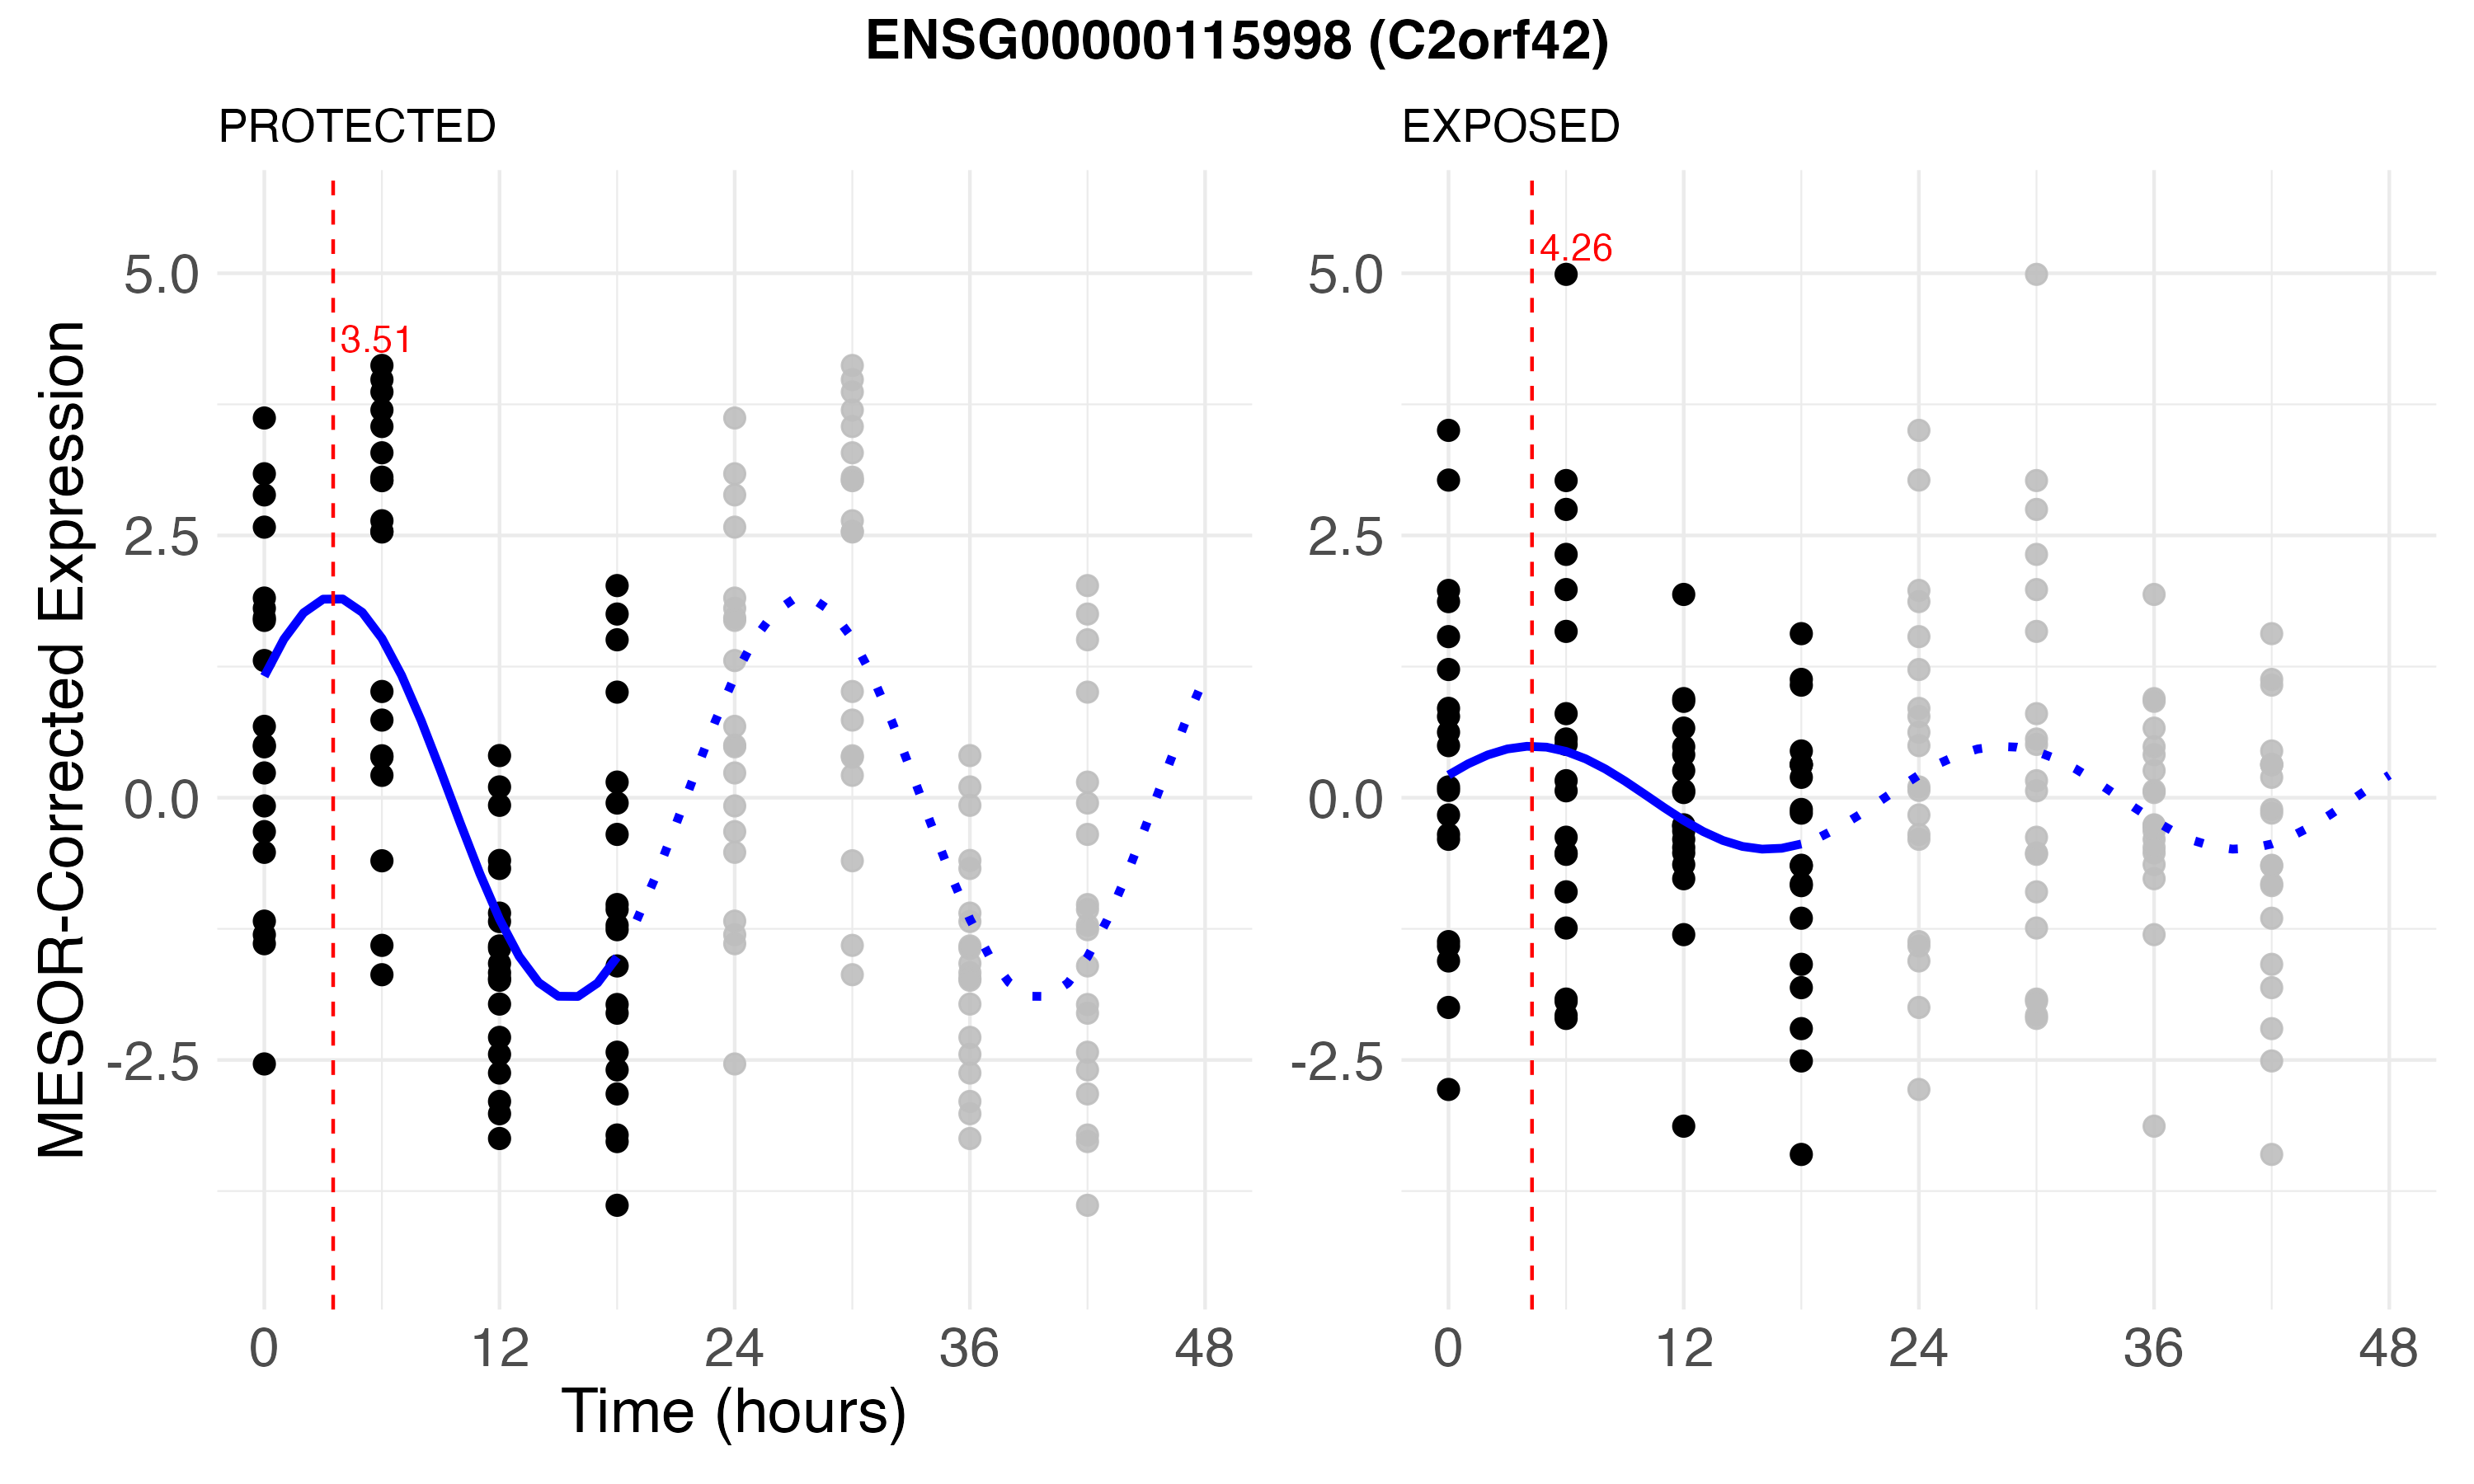 ENSG00000115998 (C2orf42)
PROTECTED
EXPOSED
MESOR-Corrected Expression
5.0
2.5
0.0
-2.5
3.51
0 12 24 36 48
5.0
2.5
0.0
-2.5
4.26
0 12 24 36 48
Time (hours)